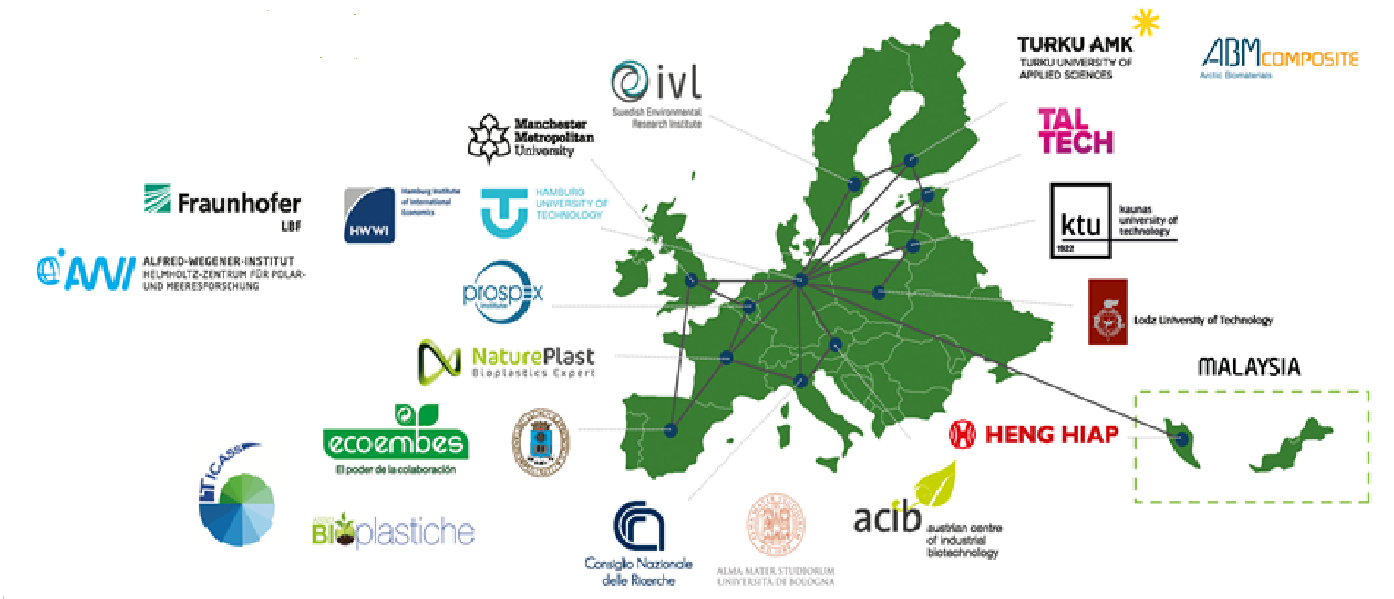 TURKU AMK
TURKU UNIVERSITY OF
APPLIED SCIENCES
ABMCOMPOSITE
Arctic Biomaterials
ivl
Swedish Environmental
Research Institute
Manchester
Metropolitan
University
TAL
TECH
Fraunhofer
LBF
HWWI
Hamburg Institute
of International
Economics
HAMBURG
UNIVERSITY OF
TECHNOLOGY
ktu
1922
kaunas
university of
technology
AWI
ALFRED-WEGENER-INSTITUT
HELMHOLTZ-ZENTRUM FÜR POLAR-
UND MEERESFORSCHUNG
prospex
institute
Lodz University of Technology
NaturePlast
Bioplastics Expert
MALAYSIA
ecoembes
El poder de la colaboración
HENG HIAP
Bioplastiche
Consiglio Nazionale
delle Ricerche
ALMA MATER STUDIORUM
UNIVERSITÀ DI BOLOGNA
acib
austrian centre
of industrial
biotechnology